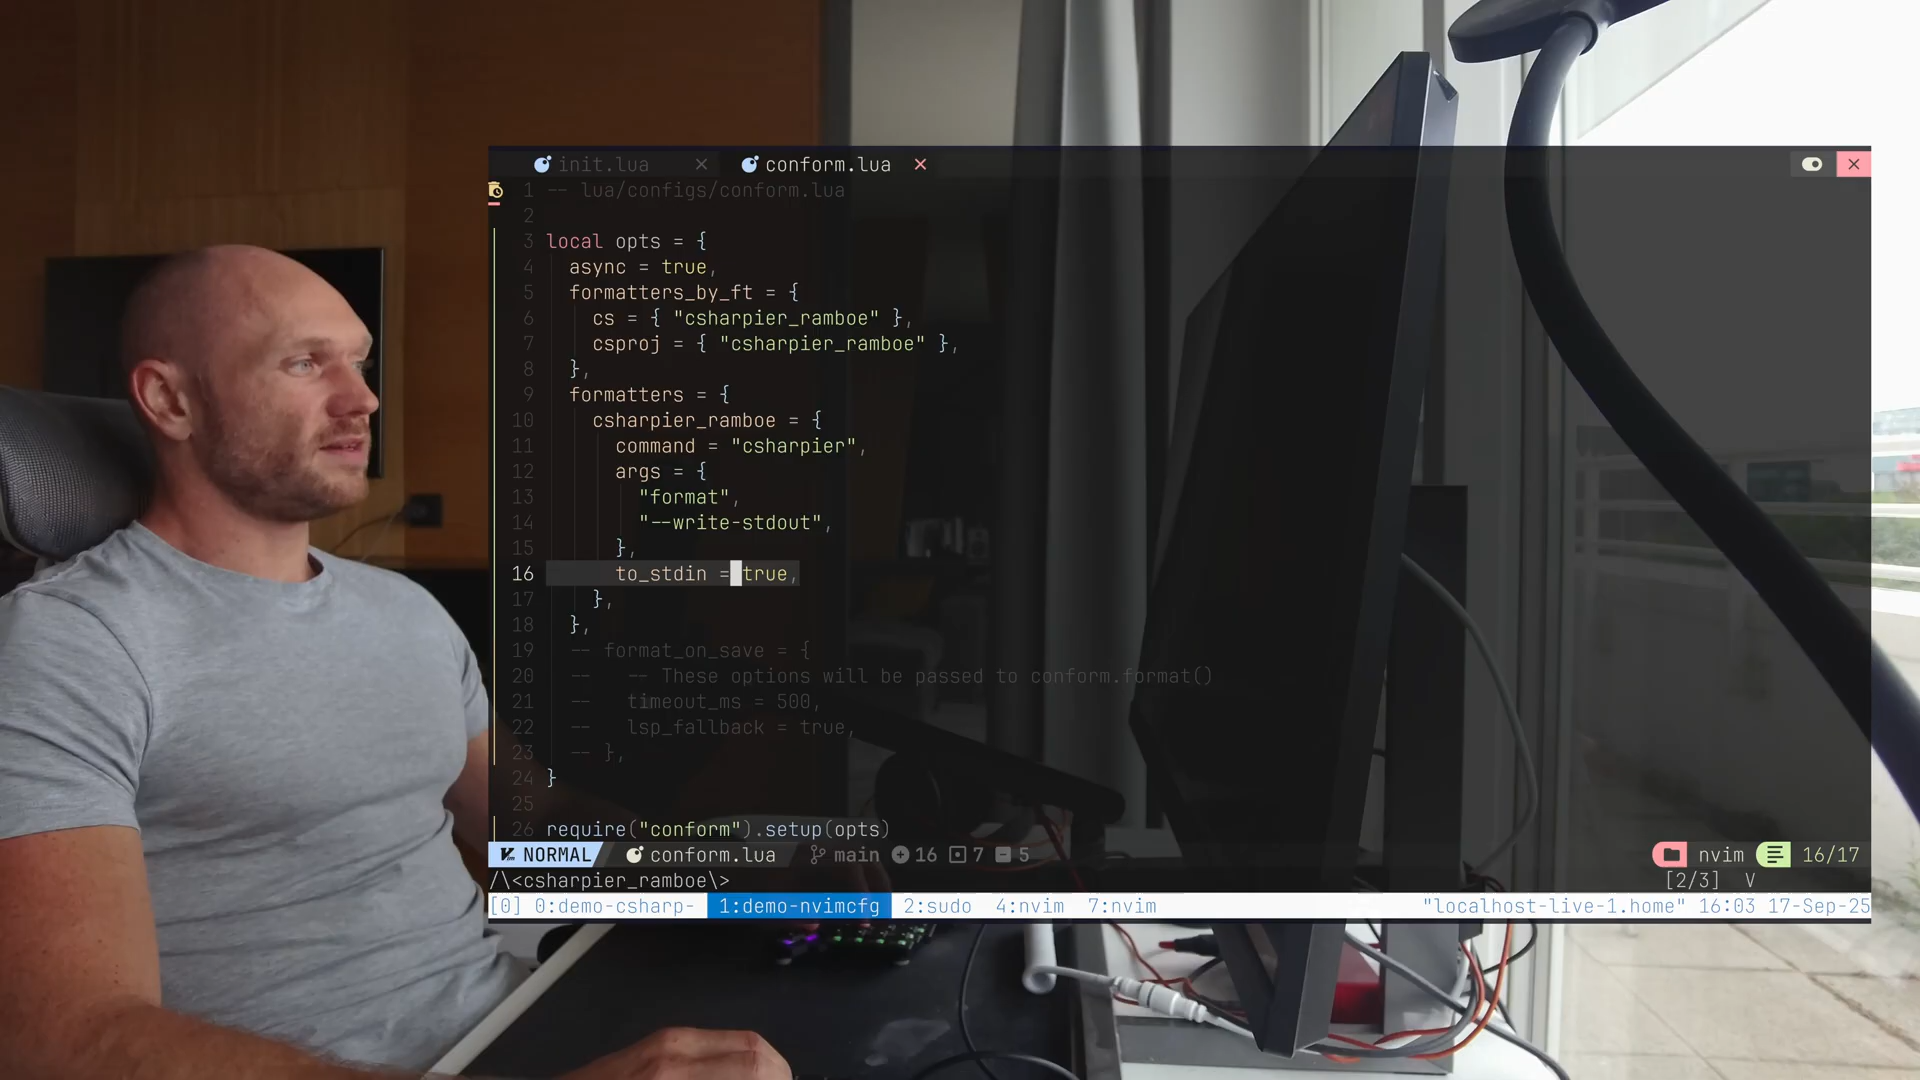 init.lua conform.lua
1 -- lua/configs/conform.lua
2
3 local opts = {
4 async = true,
5 formatters_by_ft = {
6 cs = { "csharpier_ramboe" },
7 csproj = { "csharpier_ramboe" },
8 },
9 formatters = {
10 csharpier_ramboe = {
11 command = "csharpier",
12 args = {
13 "format",
14 "--write-stdout",
15 },
16 to_stdin = true,
17 },
18 },
19 -- format_on_save = {
20 -- -- These options will be passed to conform.format()
21 -- timeout_ms = 500,
22 -- lsp_fallback = true,
23 -- },
24 }
25
26 require("conform").setup(opts)
NORMAL conform.lua main 16 7 5 nvim 16/17
/\<csharpier_ramboe\> [2/3] V
[0] 0:demo-csharp- 1:demo-nvimcfg 2:sudo 4:nvim 7:nvim "localhost-live-1.home" 16:03 17-Sep-25